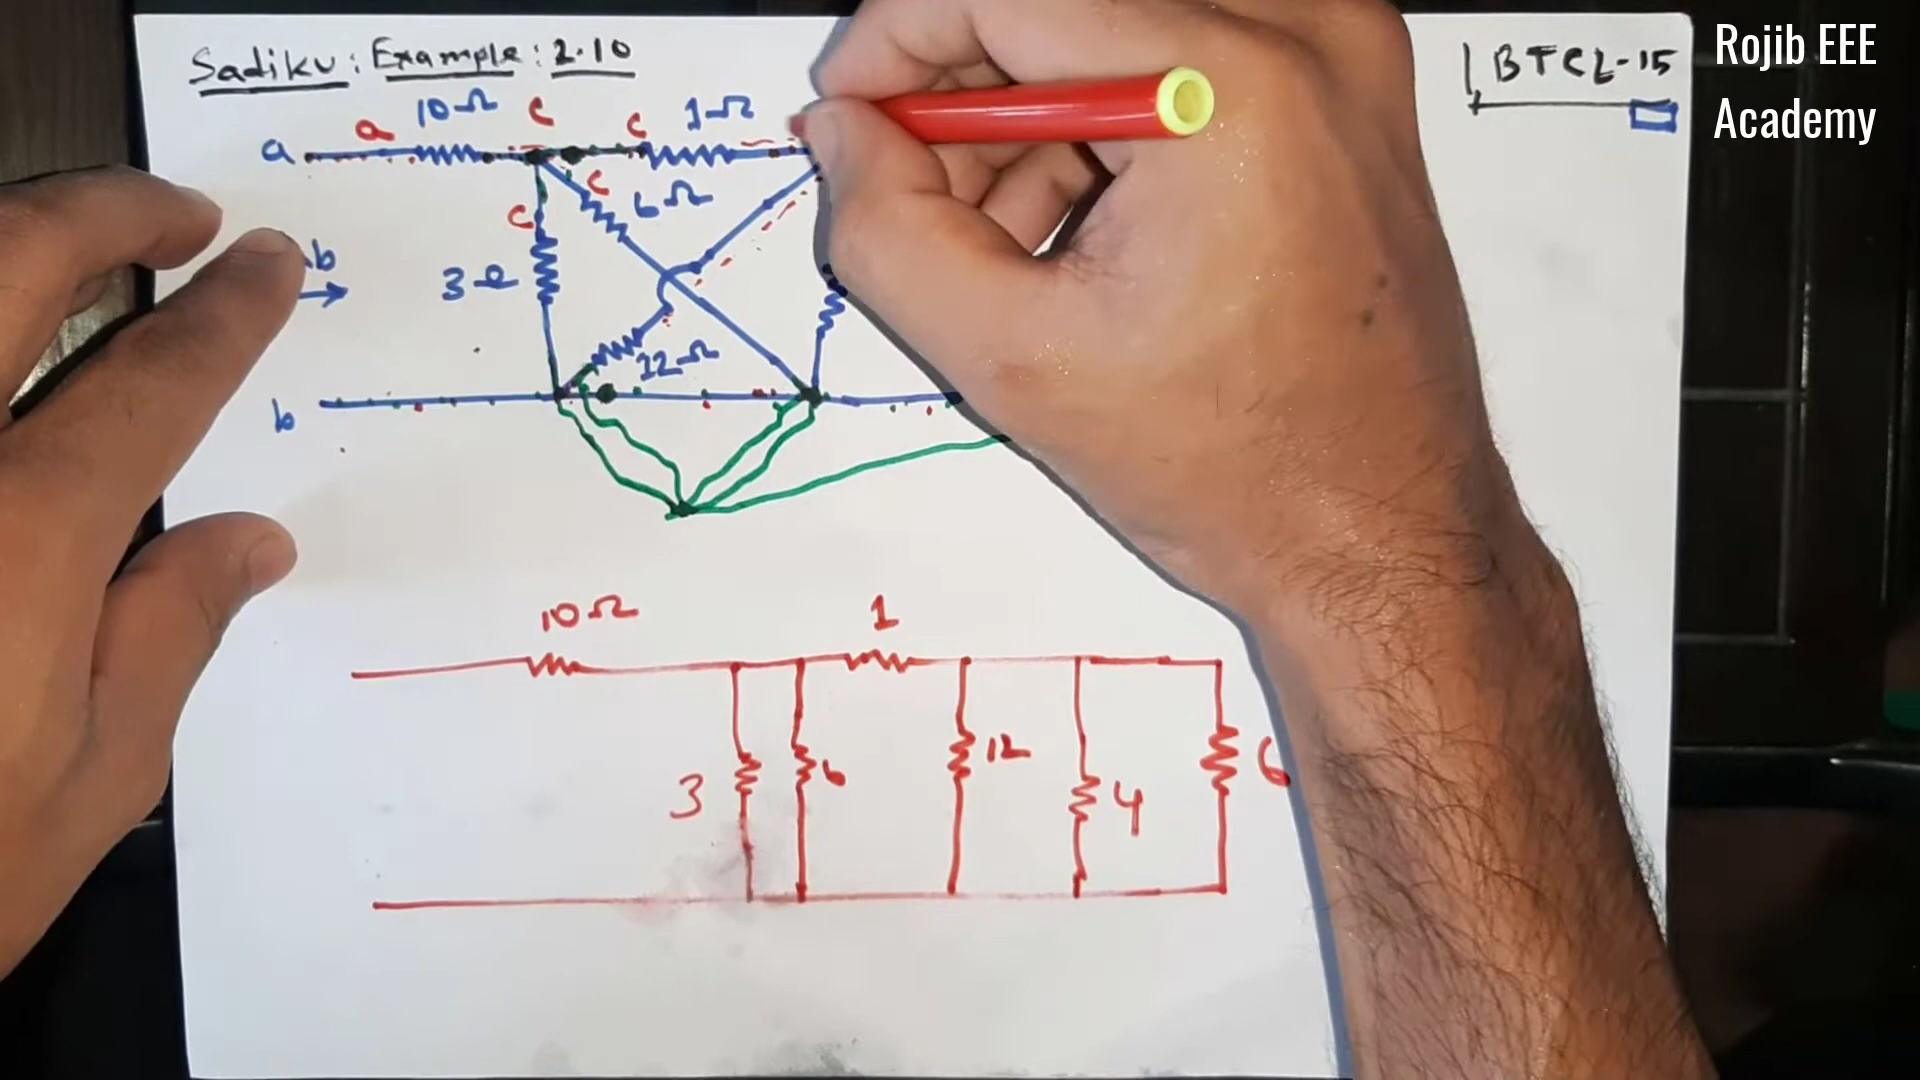 Sadiku: Example: 2.10
BTCL-15
Rojib EEE
Academy
10Ω c c 1Ω
a a
c 6Ω
c
b
3Ω
12Ω
b
10Ω 1
3 6 12 4 6